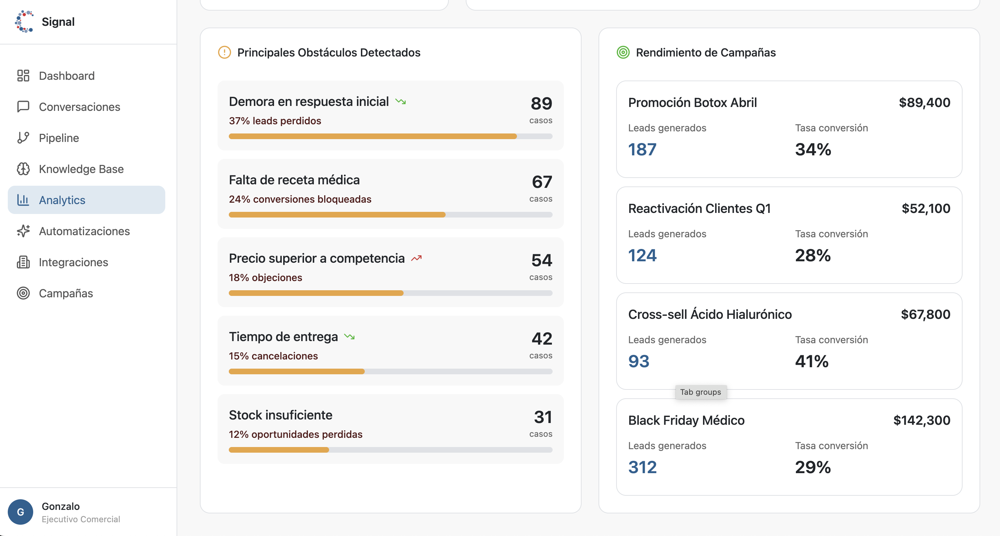 Signal
Dashboard
Conversaciones
Pipeline
Knowledge Base
Analytics
Automatizaciones
Integraciones
Campañas
G
Gonzalo
Ejecutivo Comercial
Principales Obstáculos Detectados
Demora en respuesta inicial
89
37% leads perdidos
casos
Falta de receta médica
67
24% conversiones bloqueadas
casos
Precio superior a competencia
54
18% objeciones
casos
Tiempo de entrega
42
15% cancelaciones
casos
Stock insuficiente
31
12% oportunidades perdidas
casos
Rendimiento de Campañas
Promoción Botox Abril
$89,400
Leads generados
Tasa conversión
187
34%
Reactivación Clientes Q1
$52,100
Leads generados
Tasa conversión
124
28%
Cross-sell Ácido Hialurónico
$67,800
Leads generados
Tasa conversión
93
41%
Tab groups
Black Friday Médico
$142,300
Leads generados
Tasa conversión
312
29%